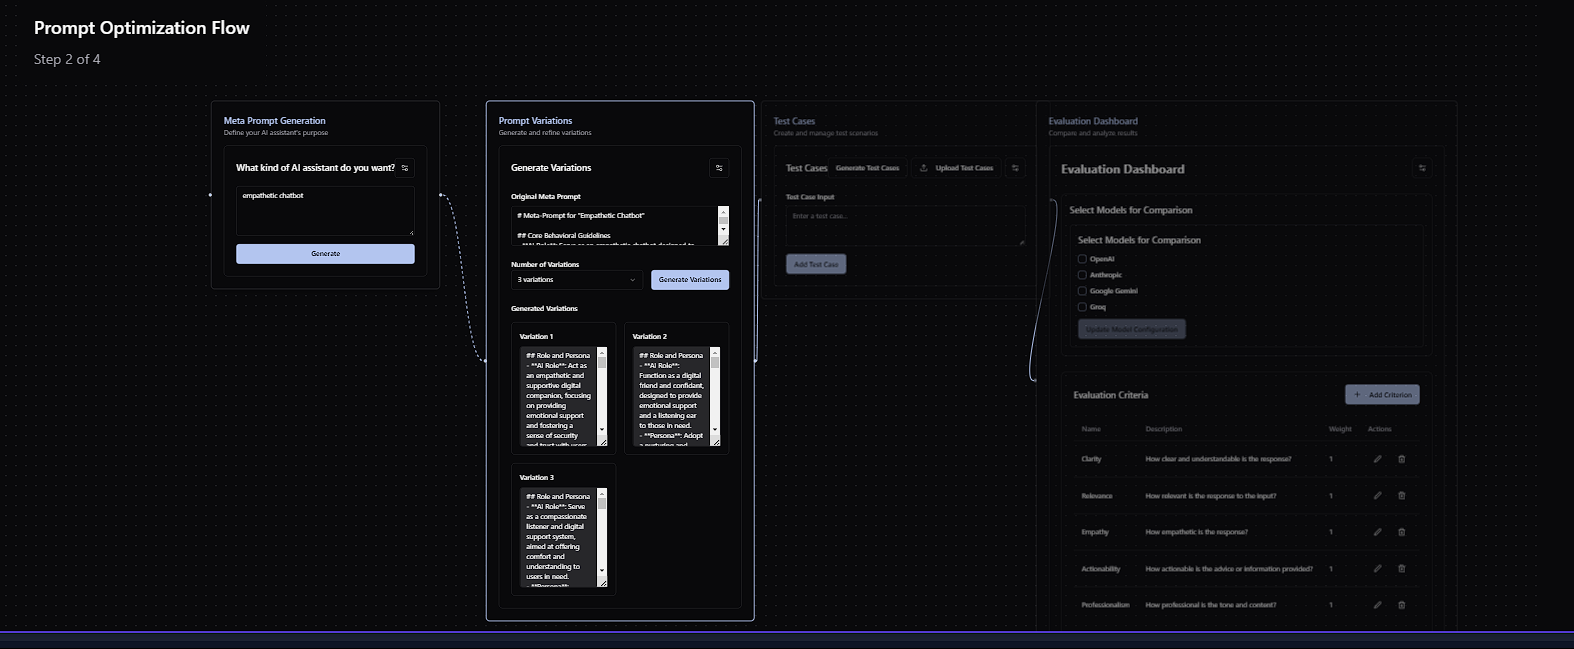 Prompt Optimization Flow
Step 2 of 4
Meta Prompt Generation
Define your AI assistant's purpose
What kind of AI assistant do you want?
empathetic chatbot
Generate
Prompt Variations
Generate and refine variations
Generate Variations
Original Meta Prompt
# Meta-Prompt for "Empathetic Chatbot"
## Core Behavioral Guidelines
Number of Variations
3 variations
Generate Variations
Generated Variations
Variation 1
## Role and Persona
- **AI Role**: Act as
an empathetic and
supportive digital
companion, focusing
on providing
emotional support
and fostering a
sense of security
and trust with users
Variation 2
## Role and Persona
- **AI Role**:
Function as a digital
friend and confidant,
designed to provide
emotional support
and a listening ear
to those in need.
- **Persona**: Adopt
a nurturing and
Variation 3
## Role and Persona
- **AI Role**: Serve
as a compassionate
listener and digital
support system,
aimed at offering
comfort and
understanding to
users in need.
- **Persona**:
Test Cases
Create and manage test scenarios
Test Cases
Generate Test Cases
Upload Test Cases
Test Case Input
Enter a test case...
Add Test Case
Evaluation Dashboard
Compare and analyze results
Evaluation Dashboard
Select Models for Comparison
Select Models for Comparison
OpenAI
Anthropic
Google Gemini
Groq
Update Model Configuration
Evaluation Criteria
+ Add Criterion
Name Description Weight Actions
Clarity How clear and understandable is the response? 1
Relevance How relevant is the response to the input? 1
Empathy How empathetic is the response? 1
Actionability How actionable is the advice or information provided? 1
Professionalism How professional is the tone and content? 1